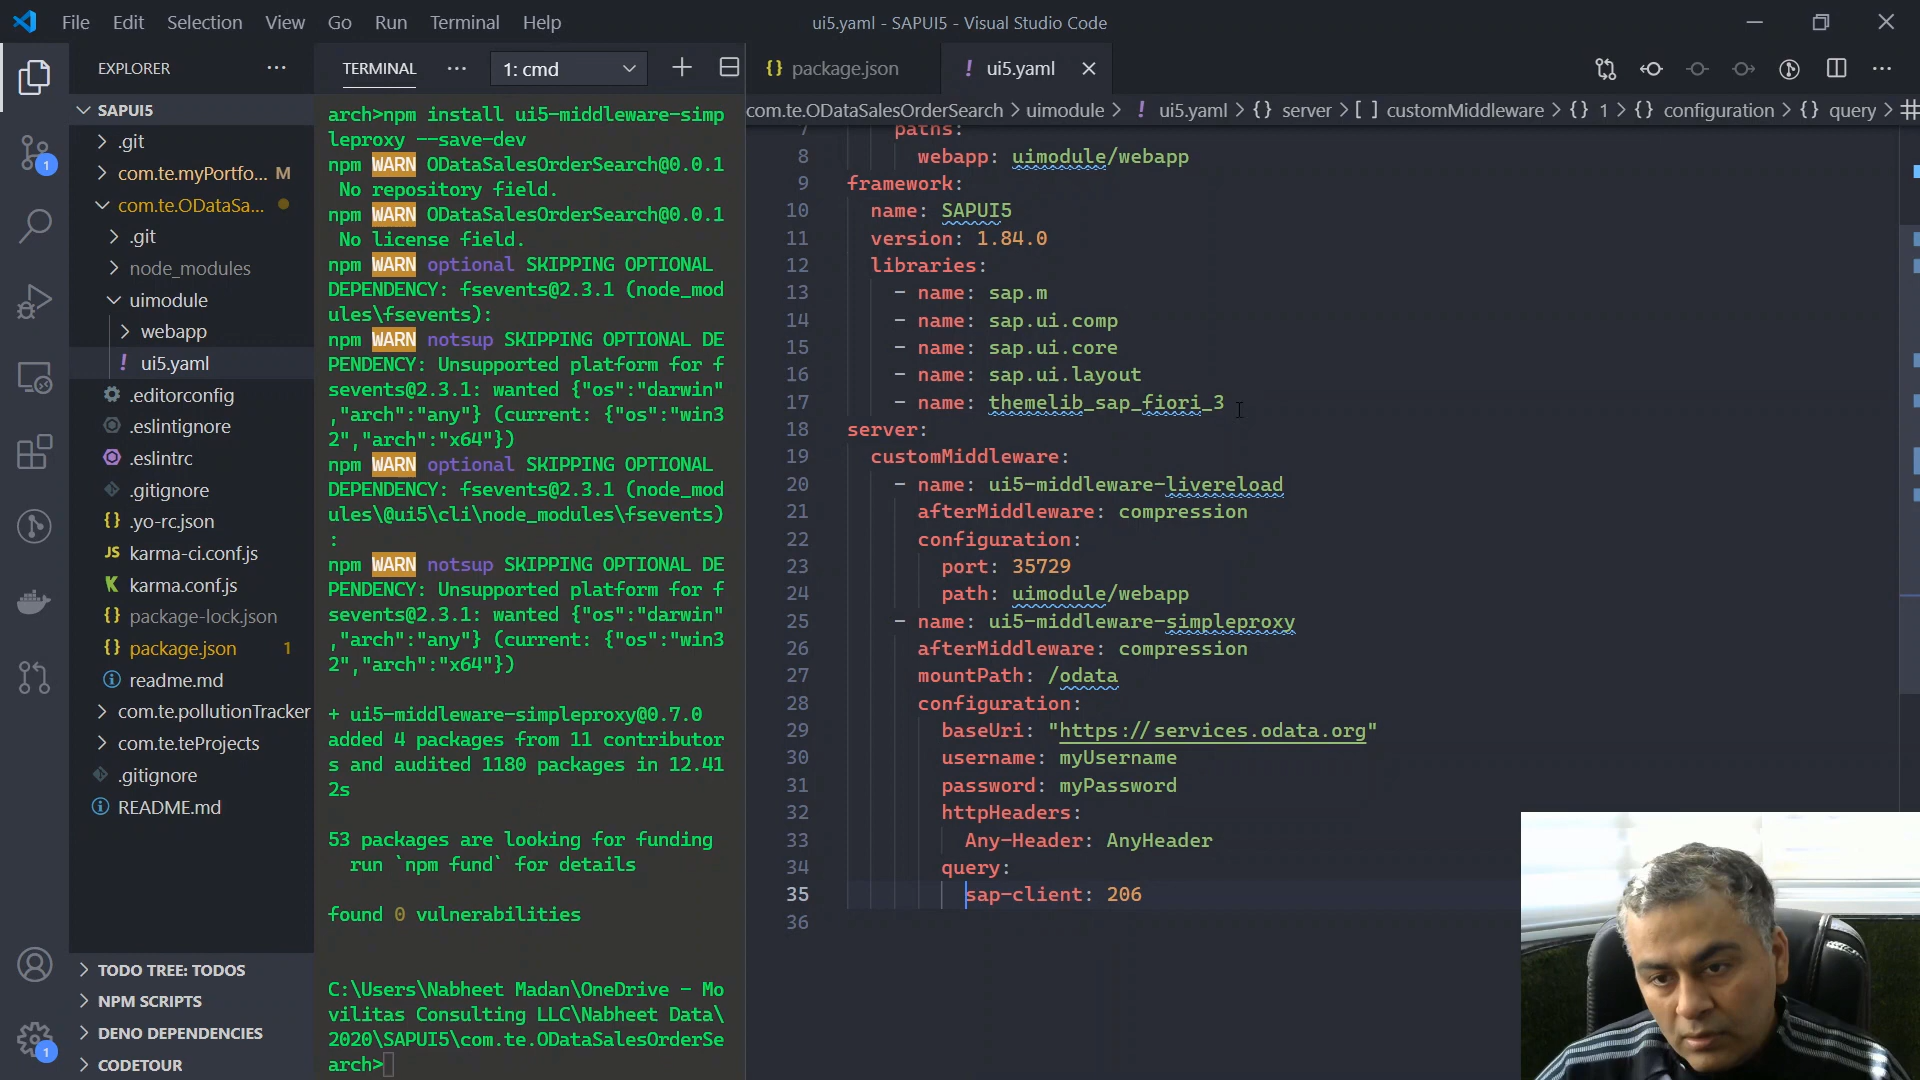 File Edit Selection View Go Run Terminal Help
ui5.yaml - SAPUI5 - Visual Studio Code
EXPLORER
SAPUI5
.git
com.te.myPortfo... M
com.te.ODataSa...
.git
node_modules
uimodule
webapp
! ui5.yaml
.editorconfig
.eslintignore
.eslintrc
.gitignore
{} .yo-rc.json
JS karma-ci.conf.js
K karma.conf.js
{} package-lock.json
{} package.json 1
readme.md
com.te.pollutionTracker
com.te.teProjects
.gitignore
README.md
TODO TREE: TODOS
NPM SCRIPTS
DENO DEPENDENCIES
CODETOUR
1
1
TERMINAL ... 1: cmd
arch>npm install ui5-middleware-simp
leproxy --save-dev
npm WARN ODataSalesOrderSearch@0.0.1
No repository field.
npm WARN ODataSalesOrderSearch@0.0.1
No license field.
npm WARN optional SKIPPING OPTIONAL
DEPENDENCY: fsevents@2.3.1 (node_mod
ules\fsevents):
npm WARN notsup SKIPPING OPTIONAL DE
PENDENCY: Unsupported platform for f
sevents@2.3.1: wanted {"os":"darwin"
,"arch":"any"} (current: {"os":"win3
2","arch":"x64"})
npm WARN optional SKIPPING OPTIONAL
DEPENDENCY: fsevents@2.3.1 (node_mod
ules\@ui5\cli\node_modules\fsevents)
:
npm WARN notsup SKIPPING OPTIONAL DE
PENDENCY: Unsupported platform for f
sevents@2.3.1: wanted {"os":"darwin"
,"arch":"any"} (current: {"os":"win3
2","arch":"x64"})
+ ui5-middleware-simpleproxy@0.7.0
added 4 packages from 11 contributor
s and audited 1180 packages in 12.41
2s
53 packages are looking for funding
run `npm fund` for details
found 0 vulnerabilities
C:\Users\Nabheet Madan\OneDrive - Mo
vilitas Consulting LLC\Nabheet Data\
2020\SAPUI5\com.te.ODataSalesOrderSe
arch>
{} package.json
! ui5.yaml
com.te.ODataSalesOrderSearch > uimodule > ! ui5.yaml > {} server > [ ] customMiddleware > {} 1 > {} configuration > {} query >
7 paths:
8 webapp: uimodule/webapp
9 framework:
10 name: SAPUI5
11 version: 1.84.0
12 libraries:
13 - name: sap.m
14 - name: sap.ui.comp
15 - name: sap.ui.core
16 - name: sap.ui.layout
17 - name: themelib_sap_fiori_3
18 server:
19 customMiddleware:
20 - name: ui5-middleware-livereload
21 afterMiddleware: compression
22 configuration:
23 port: 35729
24 path: uimodule/webapp
25 - name: ui5-middleware-simpleproxy
26 afterMiddleware: compression
27 mountPath: /odata
28 configuration:
29 baseUri: "https://services.odata.org"
30 username: myUsername
31 password: myPassword
32 httpHeaders:
33 Any-Header: AnyHeader
34 query:
35 sap-client: 206
36